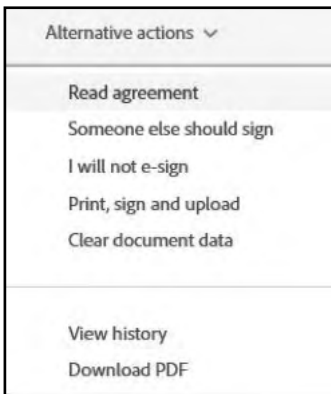 Alternative actions
Read agreement
Someone else should sign
I will not e-sign
Print, sign and upload
Clear document data
View history
Download PDF